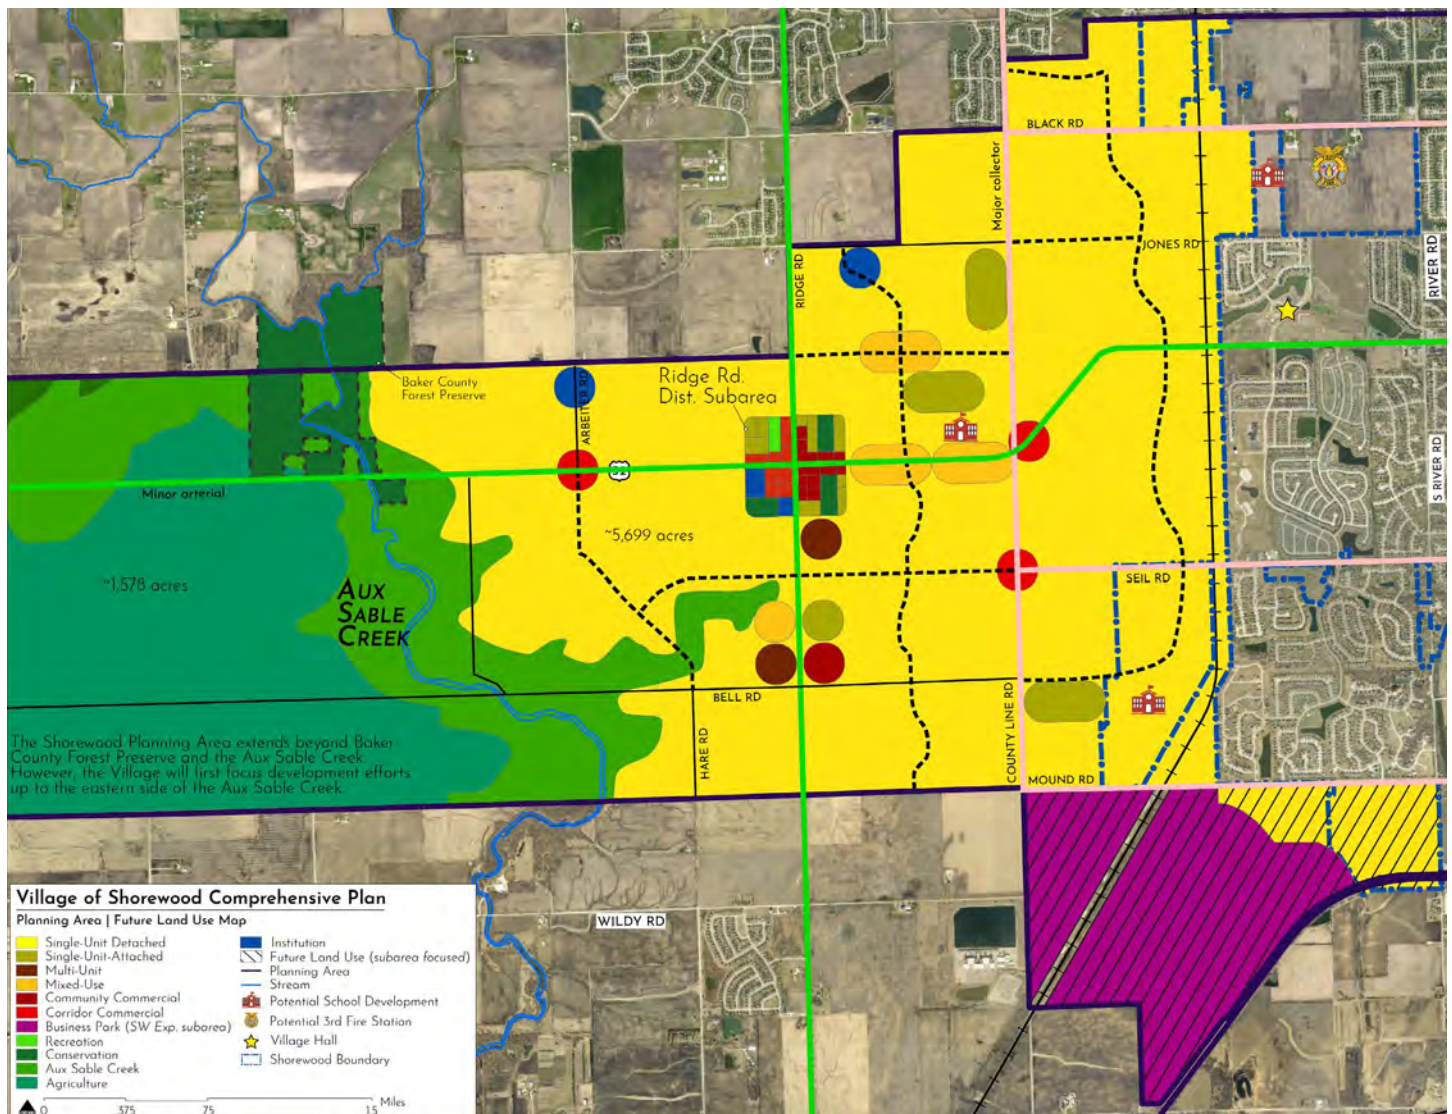 BLACK RD
Major collector
JONES RD
RIVER RD
RIDGE RD
Baker County
Forest Preserve
ARBEITER RD
Ridge Rd.
Dist. Subarea
52
S RIVER RD
Minor arterial
~5,699 acres
~1,578 acres
AUX
SABLE
CREEK
SEIL RD
BELL RD
HARE RD
COUNTY LINE RD
MOUND RD
The Shorewood Planning Area extends beyond Baker
County Forest Preserve and the Aux Sable Creek.
However, the Village will first focus development efforts
up to the eastern side of the Aux Sable Creek.
WILDY RD
Village of Shorewood Comprehensive Plan
Planning Area | Future Land Use Map
Single-Unit Detached
Single-Unit-Attached
Multi-Unit
Mixed-Use
Community Commercial
Corridor Commercial
Business Park (SW Exp. subarea)
Recreation
Conservation
Aux Sable Creek
Agriculture
Institution
Future Land Use (subarea focused)
Planning Area
Stream
Potential School Development
Potential 3rd Fire Station
Village Hall
Shorewood Boundary
0 .375 .75 1.5 Miles